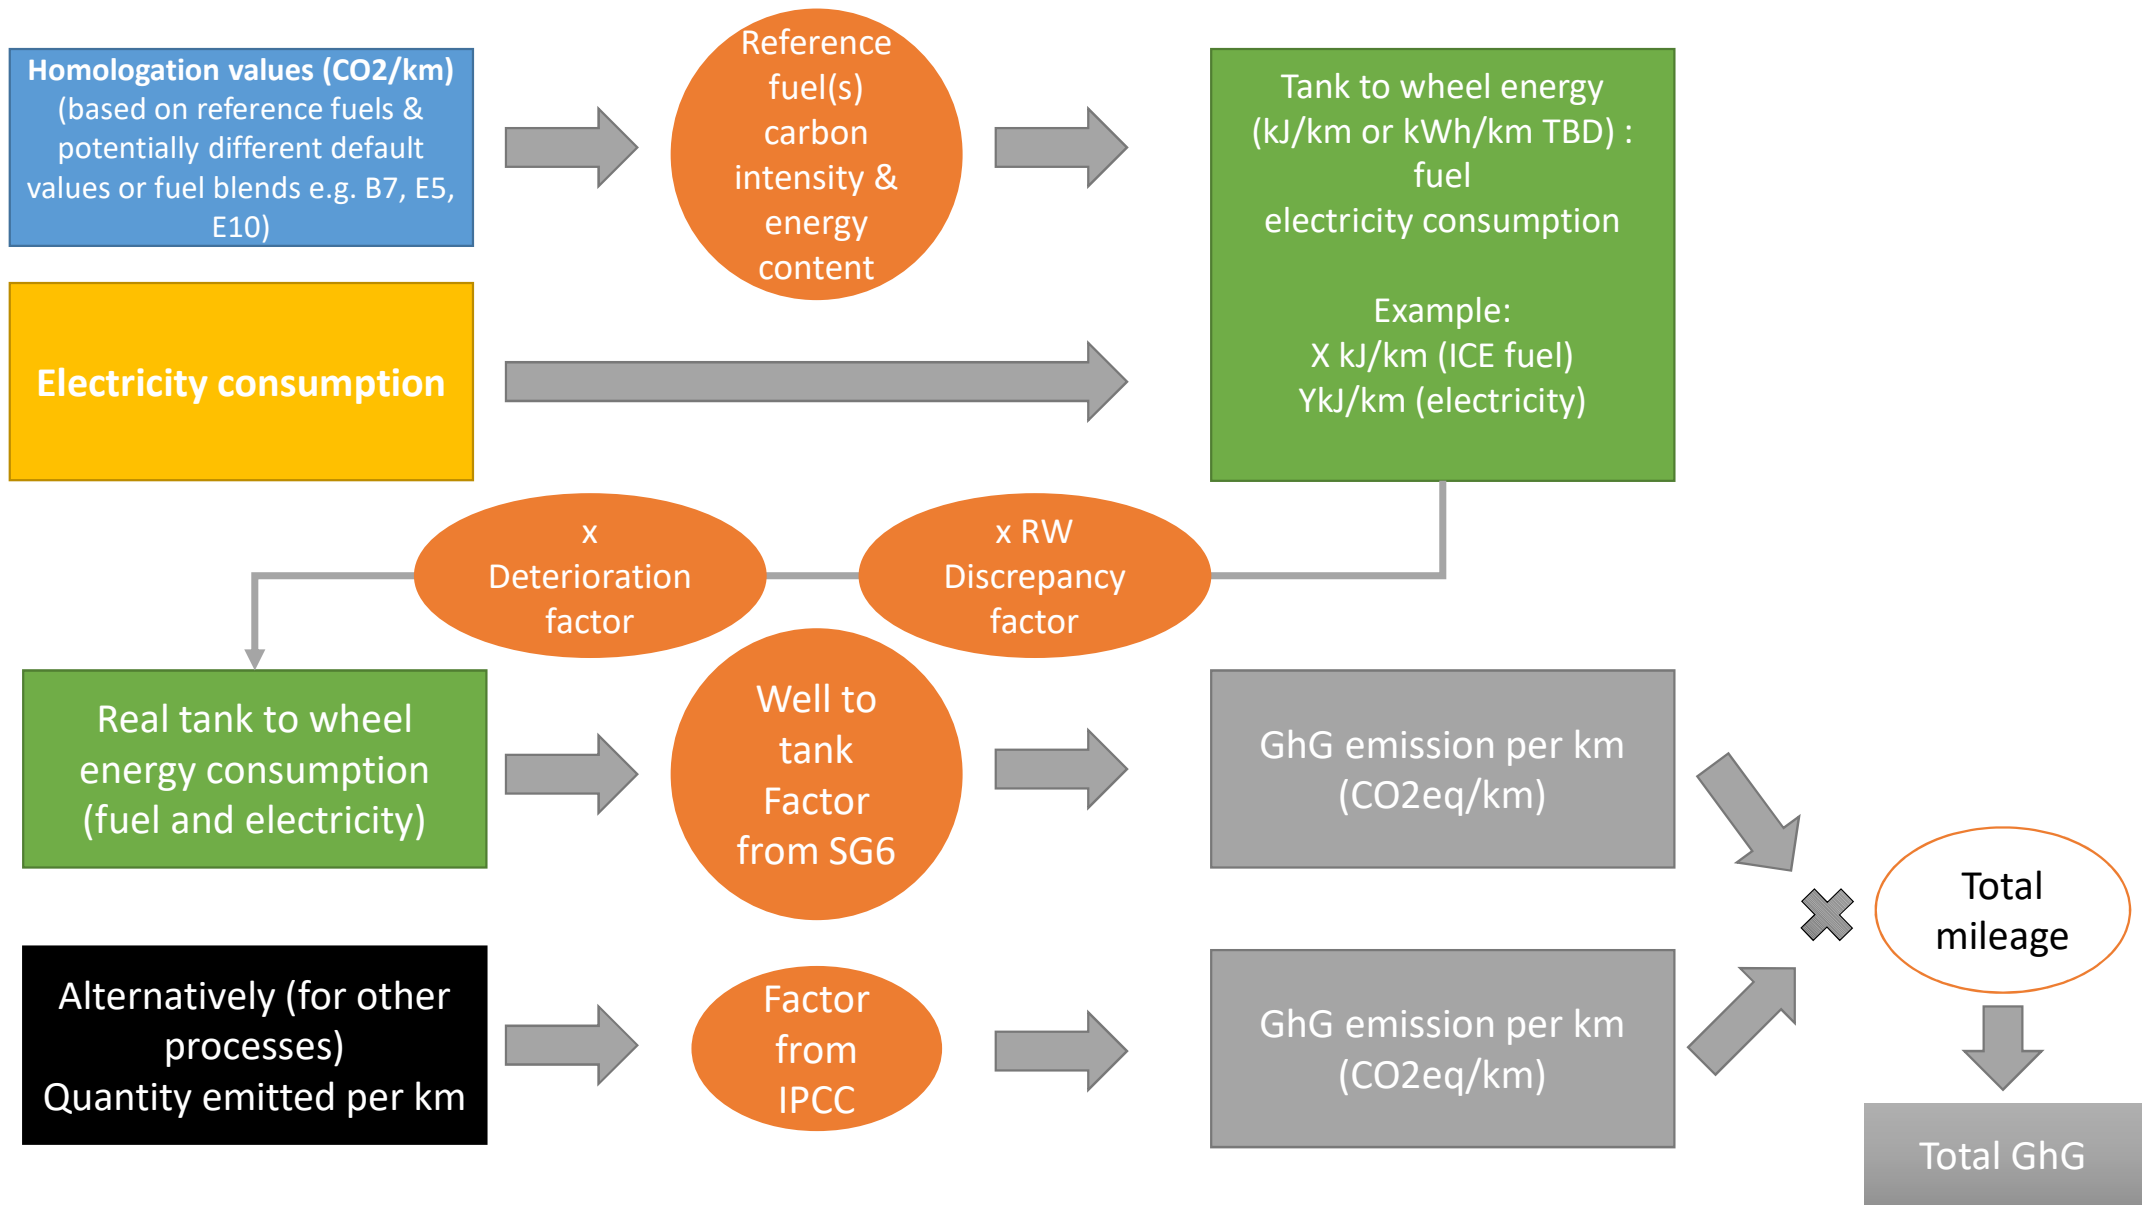 Homologation values (CO2/km)
(based on reference fuels &
potentially different default
values or fuel blends e.g. B7, E5,
E10)
Reference
fuel(s)
carbon
intensity &
energy
content
Tank to wheel energy
(kJ/km or kWh/km TBD) :
fuel
electricity consumption
Example:
X kJ/km (ICE fuel)
YkJ/km (electricity)
Electricity consumption
x
Deterioration
factor
x RW
Discrepancy
factor
Real tank to wheel
energy consumption
(fuel and electricity)
Well to
tank
Factor
from SG6
GhG emission per km
(CO2eq/km)
Total
mileage
Alternatively (for other
processes)
Quantity emitted per km
Factor
from
IPCC
GhG emission per km
(CO2eq/km)
Total GhG